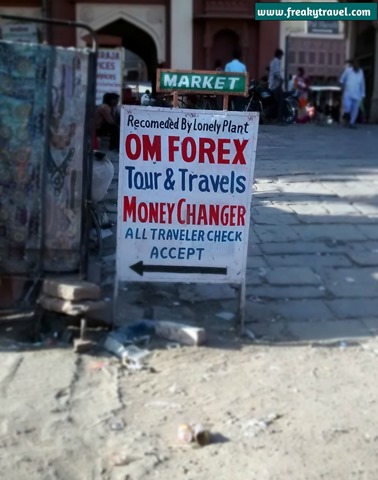 www.freakytravel.com
MARKET
Recomeded By Lonely Plant
OM FOREX
Tour & Travels
MONEY CHANGER
ALL TRAVELER CHECK
ACCEPT